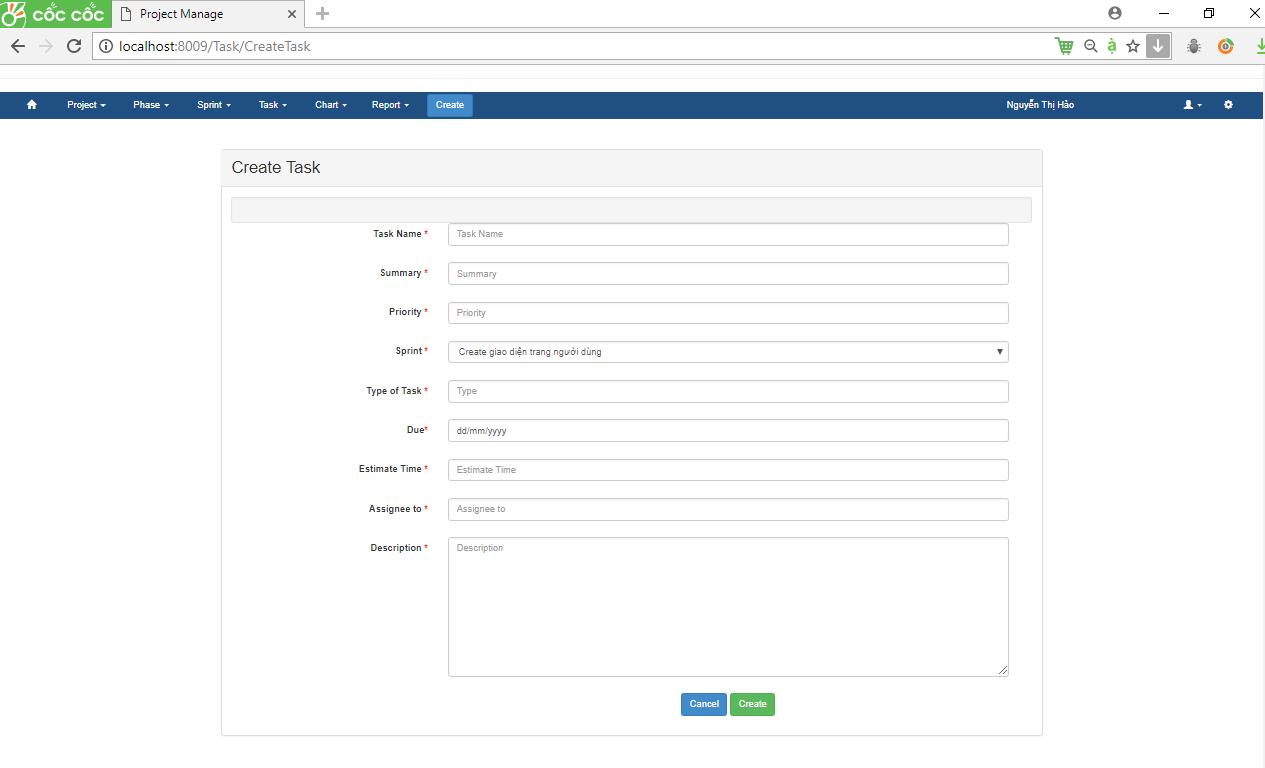 cốc cốc Project Manage
localhost:8009/Task/CreateTask à
Project Phase Sprint Task Chart Report Create Nguyễn Thị Hảo
Create Task
Task Name * Task Name
Summary * Summary
Priority * Priority
Sprint * Create giao diện trang người dùng
Type of Task * Type
Due* dd/mm/yyyy
Estimate Time * Estimate Time
Assignee to * Assignee to
Description * Description
Cancel Create